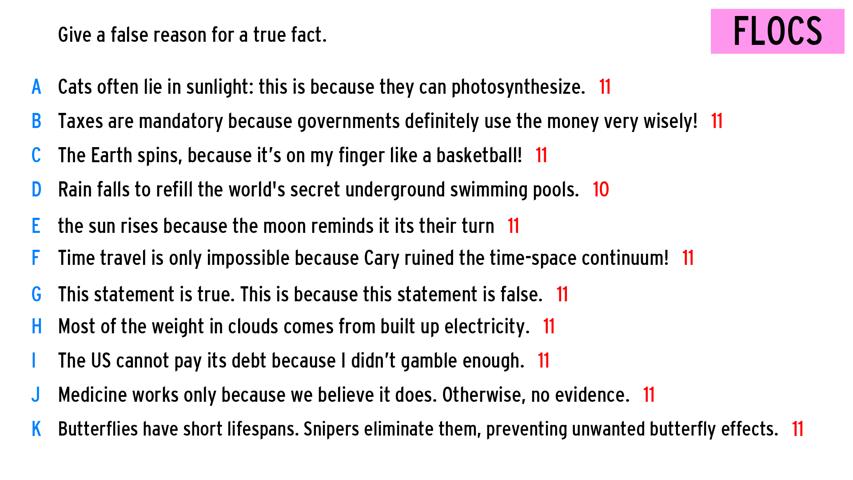 Give a false reason for a true fact.
FLOCS
A Cats often lie in sunlight: this is because they can photosynthesize. 11
B Taxes are mandatory because governments definitely use the money very wisely! 11
C The Earth spins, because it’s on my finger like a basketball! 11
D Rain falls to refill the world's secret underground swimming pools. 10
E the sun rises because the moon reminds it its their turn 11
F Time travel is only impossible because Cary ruined the time-space continuum! 11
G This statement is true. This is because this statement is false. 11
H Most of the weight in clouds comes from built up electricity. 11
I The US cannot pay its debt because I didn’t gamble enough. 11
J Medicine works only because we believe it does. Otherwise, no evidence. 11
K Butterflies have short lifespans. Snipers eliminate them, preventing unwanted butterfly effects. 11